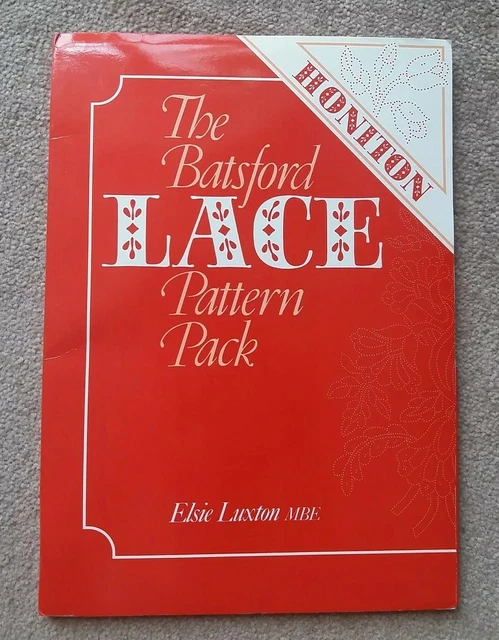 HONITON
The
Batsford
LACE
Pattern
Pack
Elsie Luxton MBE